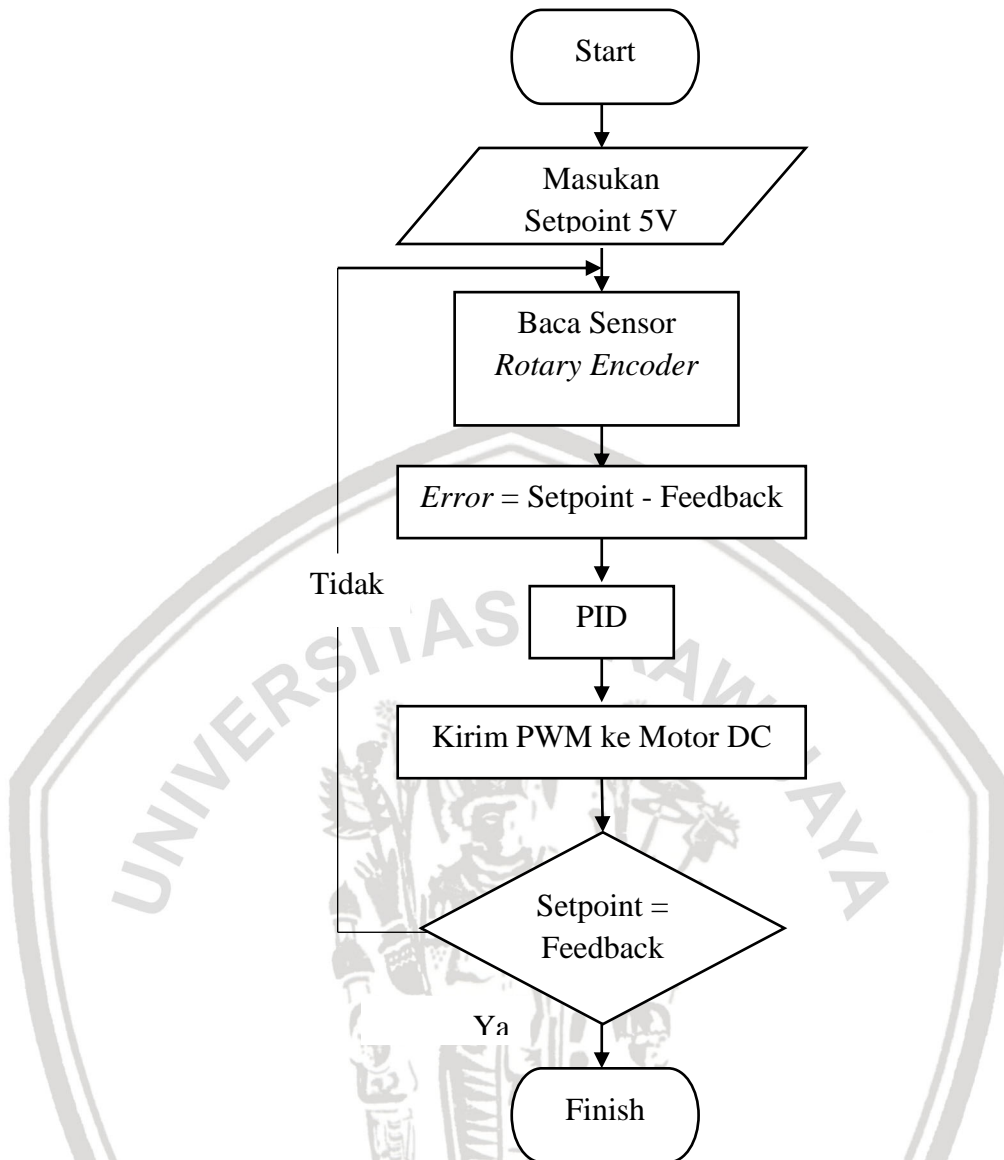 Start
Masukan
Setpoint 5V
Baca Sensor
Rotary Encoder
Error = Setpoint - Feedback
Tidak
PID
Kirim PWM ke Motor DC
Setpoint =
Feedback
Ya
Finish
UNIVERSITAS